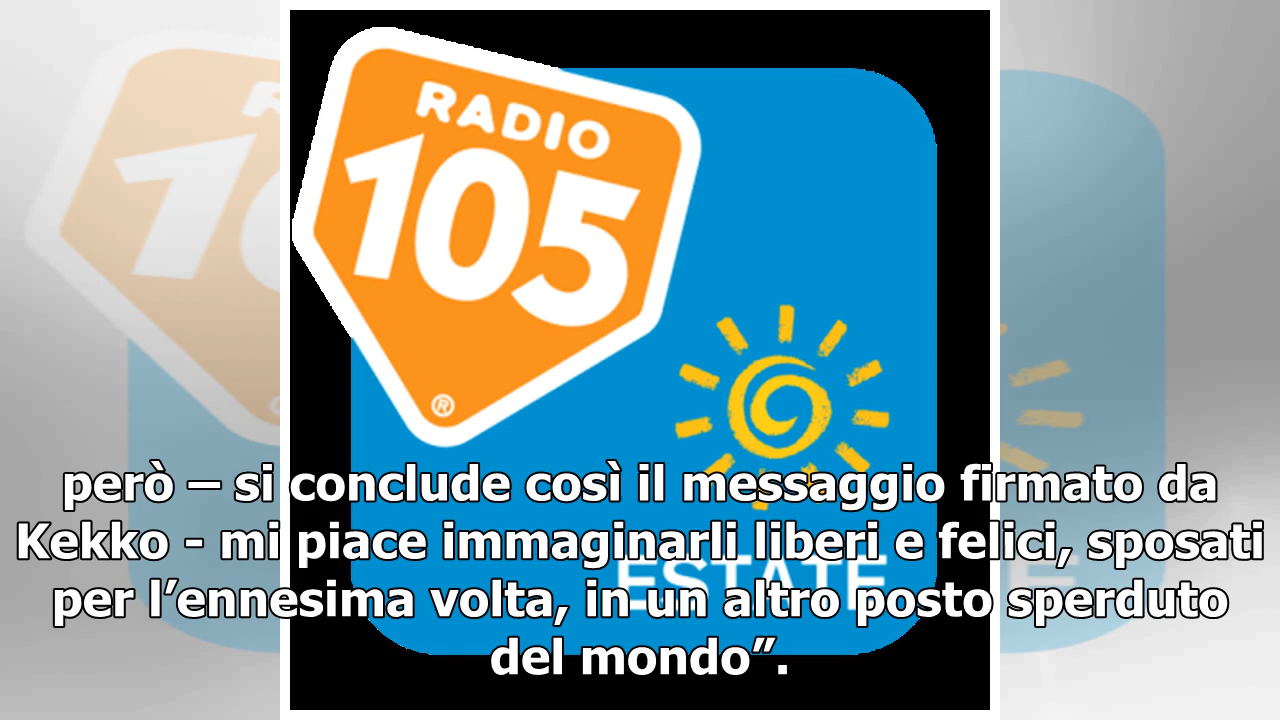 RADIO
105
®
però – si conclude così il messaggio firmato da
Kekko - mi piace immaginarli liberi e felici, sposati
ESTATE
per l’ennesima volta, in un altro posto sperduto
del mondo”.